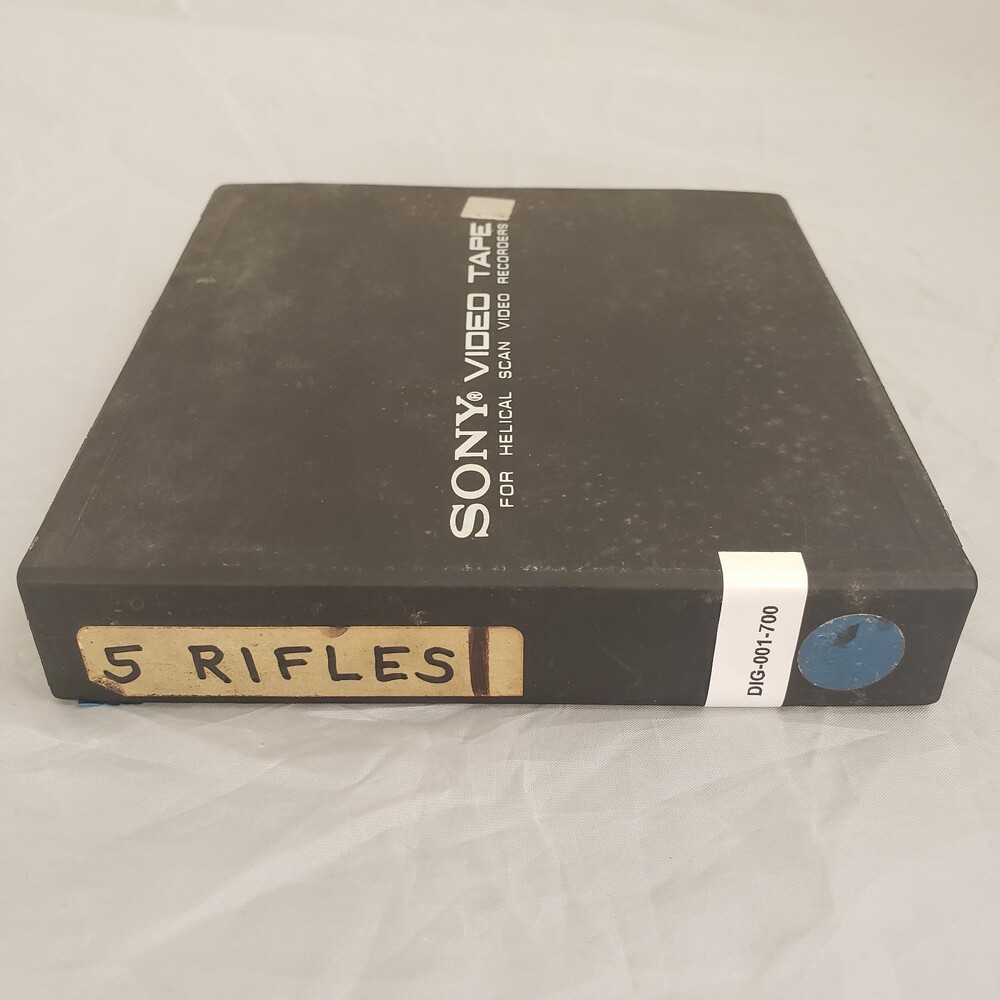 SONY® VIDEO TAPE
FOR HELICAL SCAN VIDEO RECORDERS
5 RIFLES
DIG-001-700